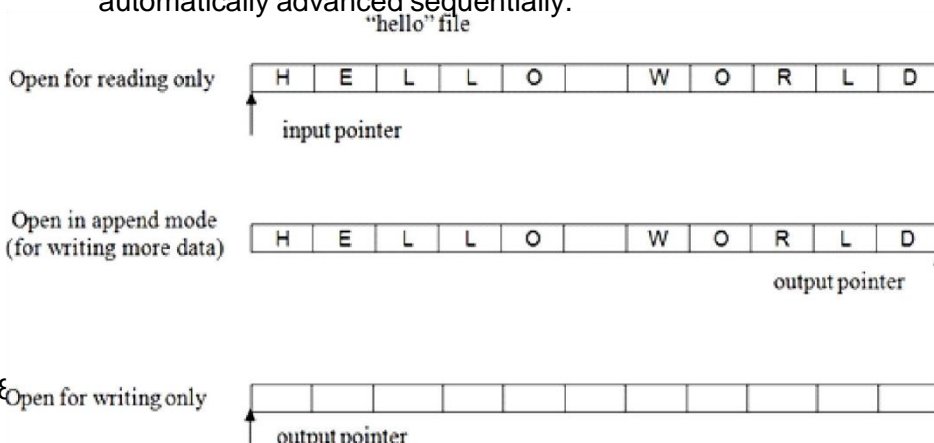 automatically advanced sequentially.
"hello" file
Open for reading only H E L L O W O R L D
input pointer
Open in append mode
(for writing more data) H E L L O W O R L D
output pointer
Open for writing only
output pointer